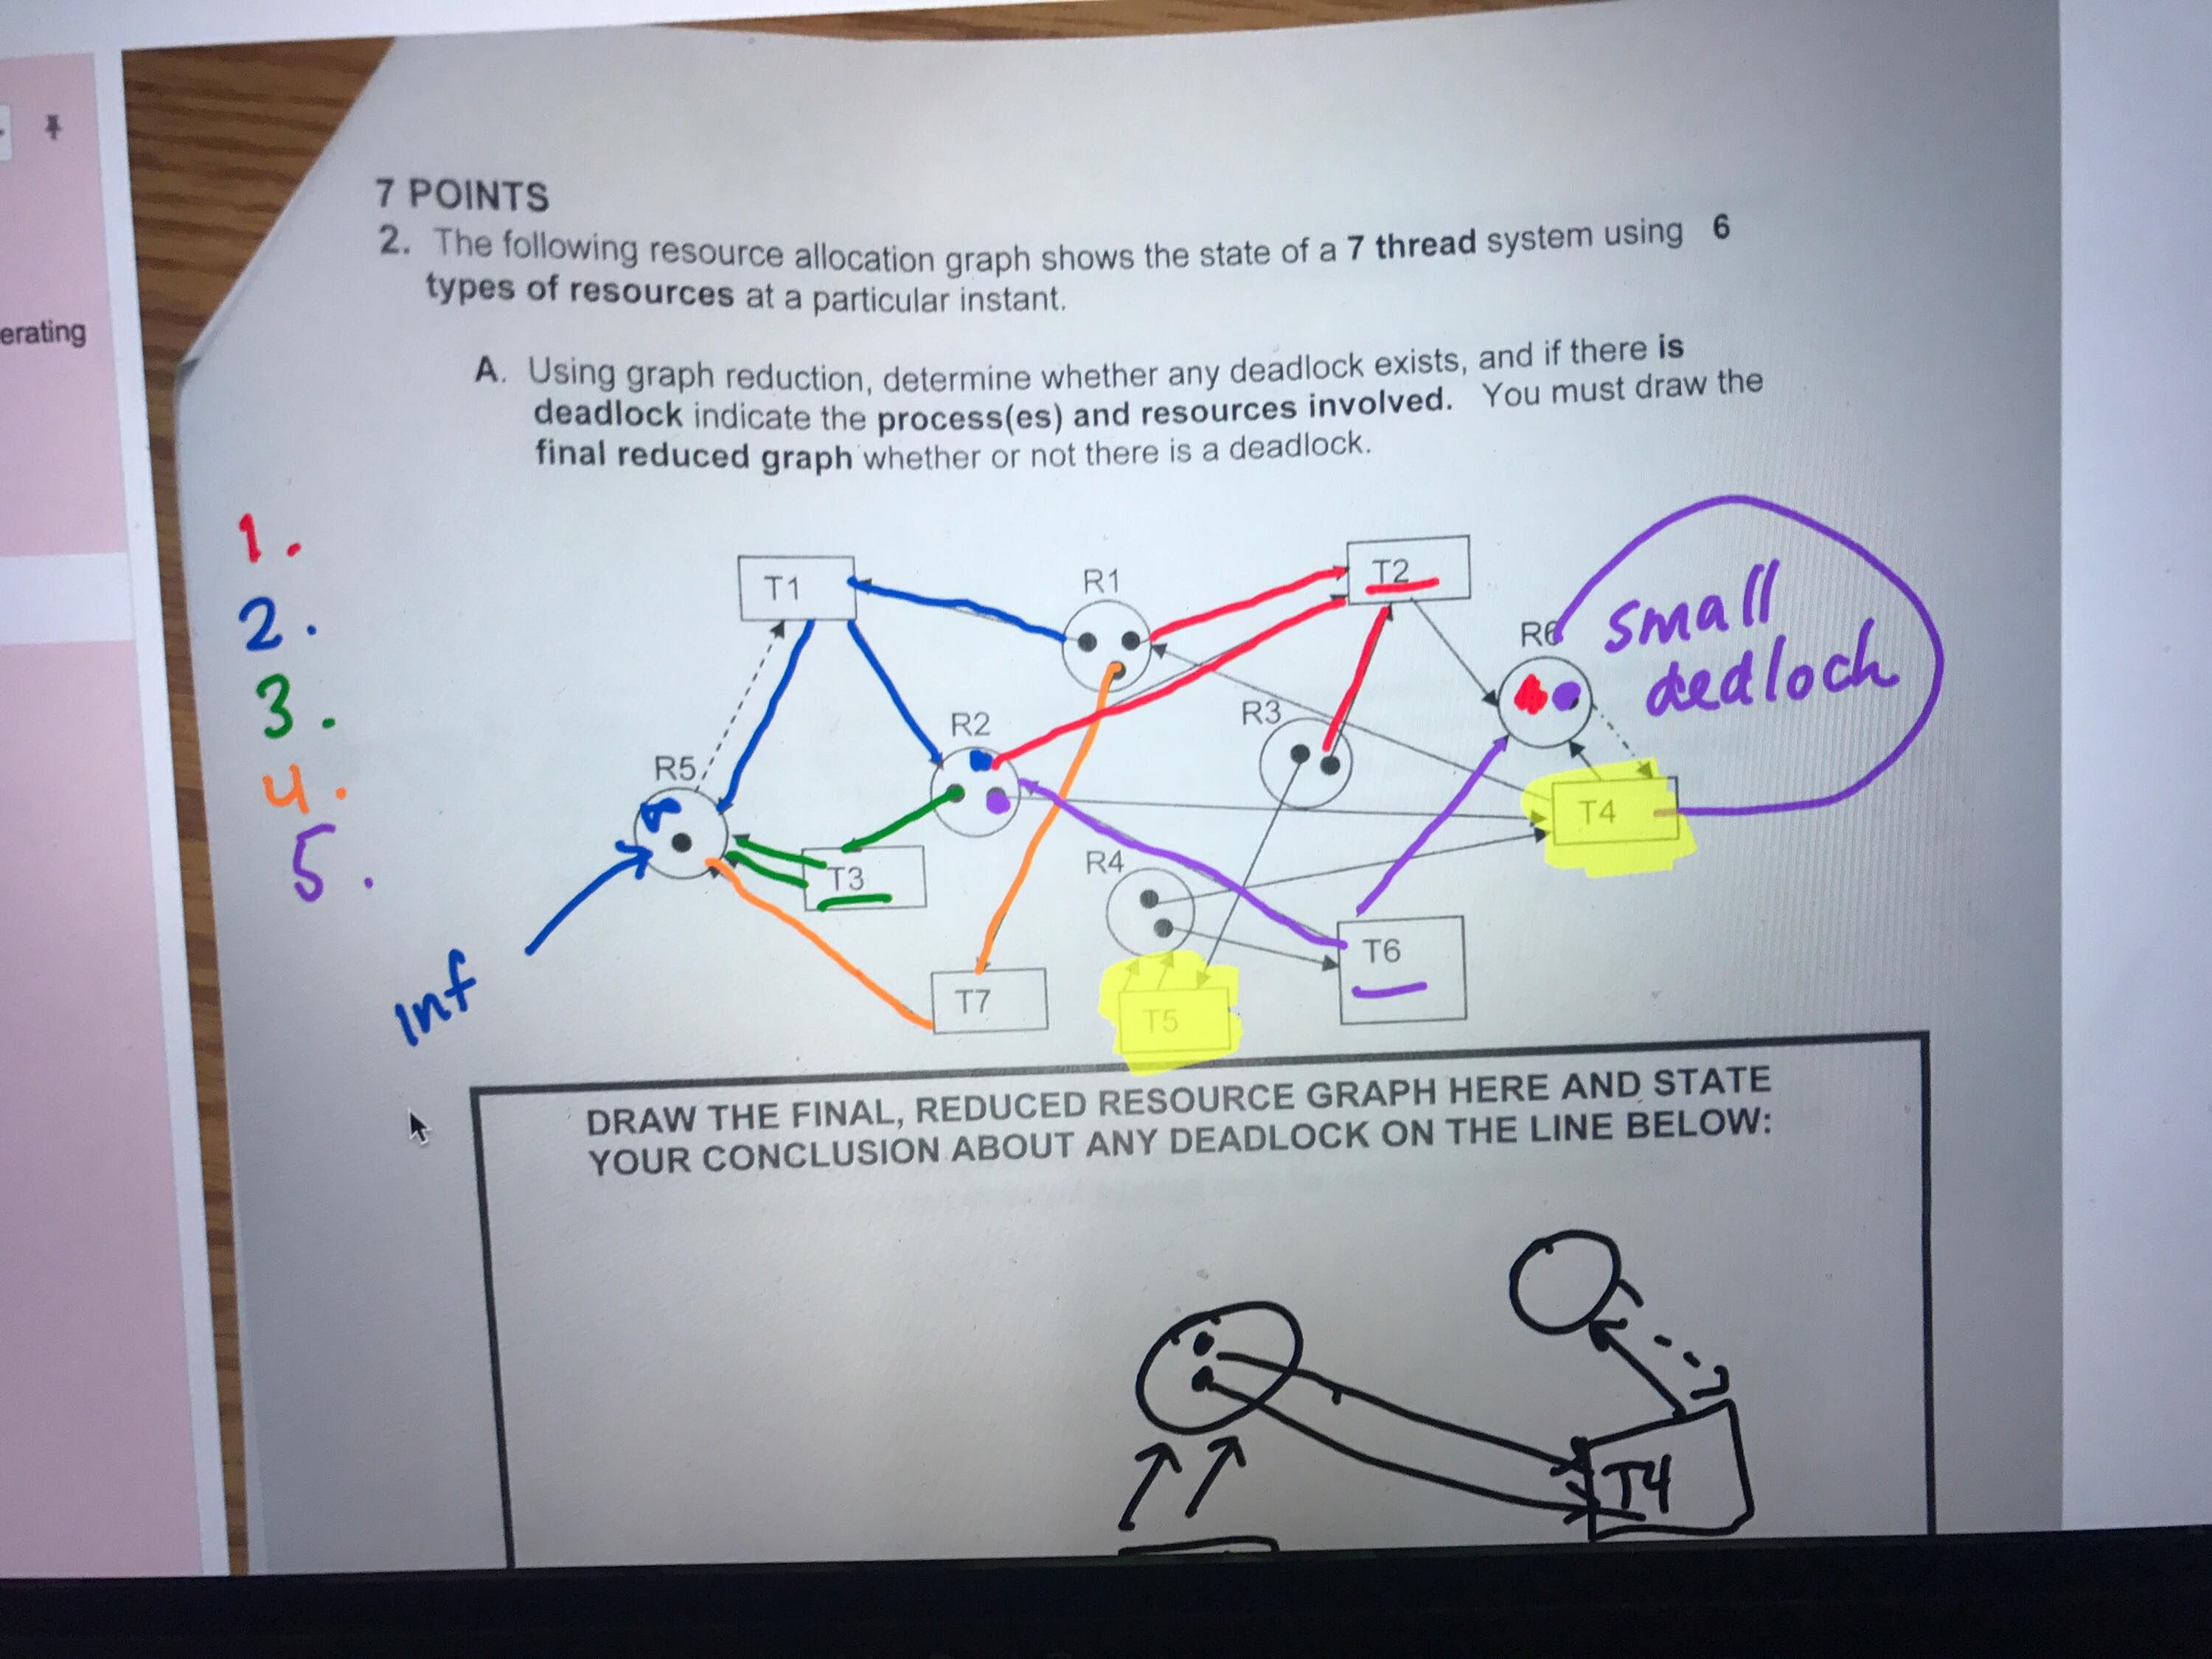 erating
7 POINTS
2. The following resource allocation graph shows the state of a 7 thread system using 6
types of resources at a particular instant.
A. Using graph reduction, determine whether any deadlock exists, and if there is
deadlock indicate the process(es) and resources involved. You must draw the
final reduced graph whether or not there is a deadlock.
1.
2.
3.
4.
5.
T1
R1
T2
R6
small
dedloch
R3
R2
R5
T4
T3
R4
T6
T7
T5
Inf
DRAW THE FINAL, REDUCED RESOURCE GRAPH HERE AND STATE
YOUR CONCLUSION ABOUT ANY DEADLOCK ON THE LINE BELOW:
T4